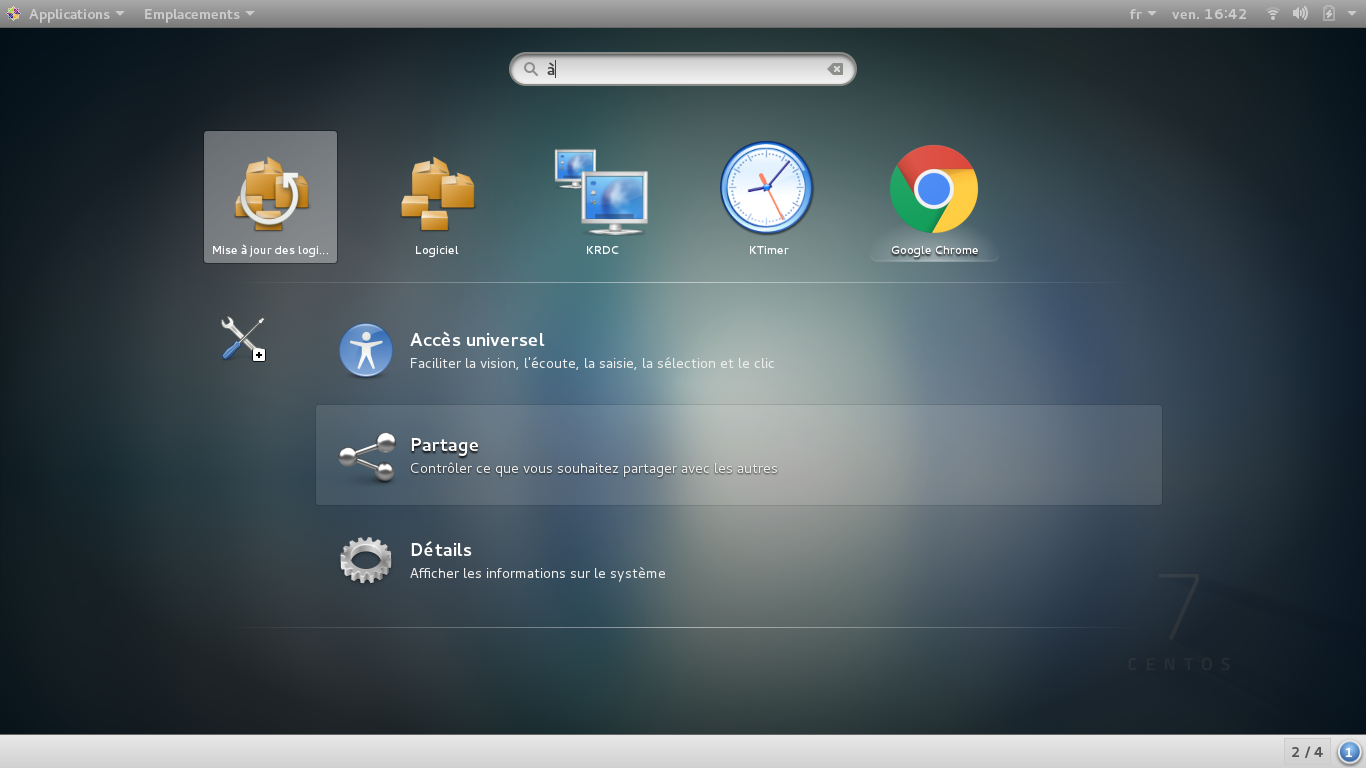 Applications Emplacements fr ven. 16:42
à
Mise à jour des logi... Logiciel KRDC KTimer Google Chrome
Accès universel
Faciliter la vision, l'écoute, la saisie, la sélection et le clic
Partage
Contrôler ce que vous souhaitez partager avec les autres
Détails
Afficher les informations sur le système
7
CENTOS
2 / 4 1